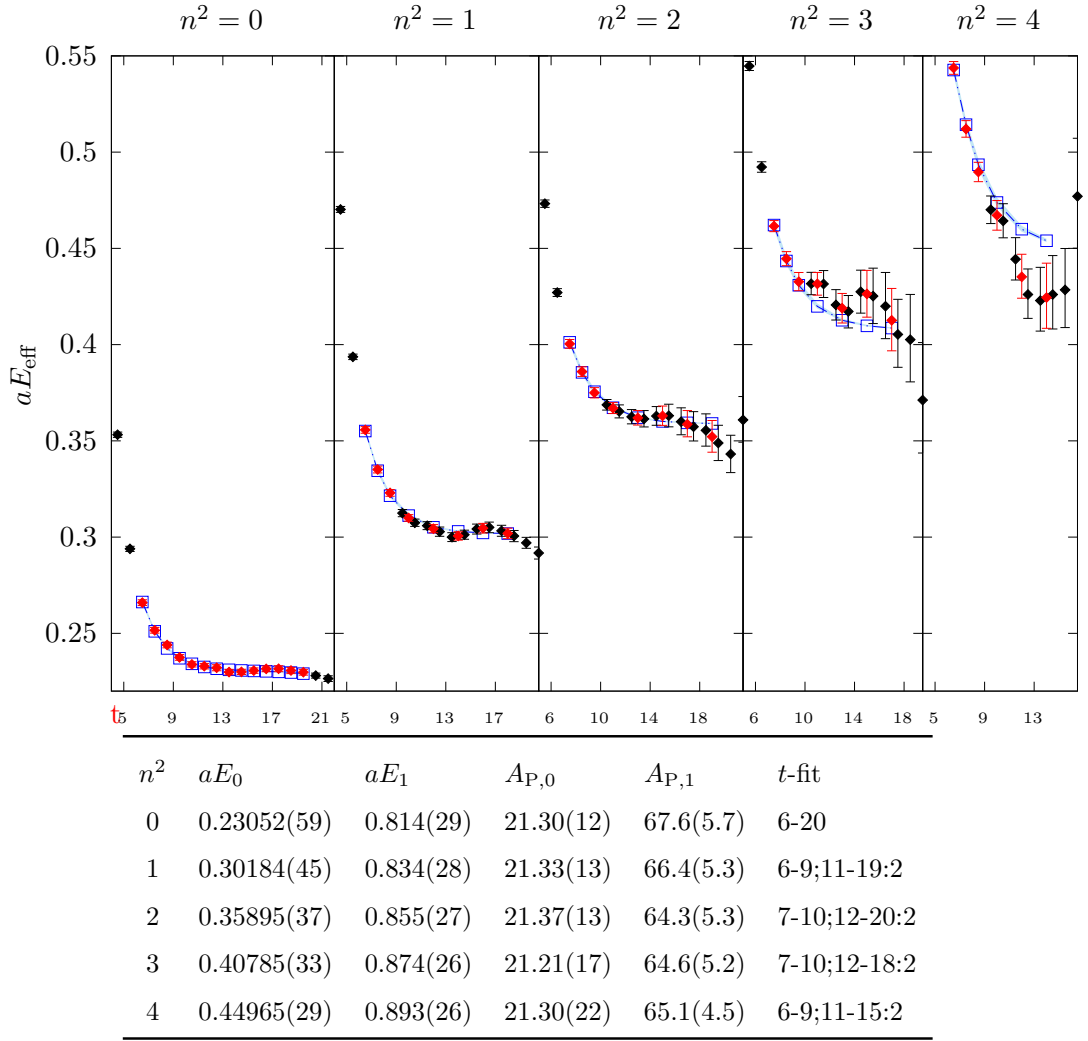 n² = 0 n² = 1 n² = 2 n² = 3 n² = 4
0.55
0.5
0.45
0.4
0.35
0.3
0.25
aE_eff
t 5 9 13 17 21 5 9 13 17 6 10 14 18 6 10 14 18 5 9 13
n² aE₀ aE₁ A_P,0 A_P,1 t-fit
0 0.23052(59) 0.814(29) 21.30(12) 67.6(5.7) 6-20
1 0.30184(45) 0.834(28) 21.33(13) 66.4(5.3) 6-9;11-19:2
2 0.35895(37) 0.855(27) 21.37(13) 64.3(5.3) 7-10;12-20:2
3 0.40785(33) 0.874(26) 21.21(17) 64.6(5.2) 7-10;12-18:2
4 0.44965(29) 0.893(26) 21.30(22) 65.1(4.5) 6-9;11-15:2